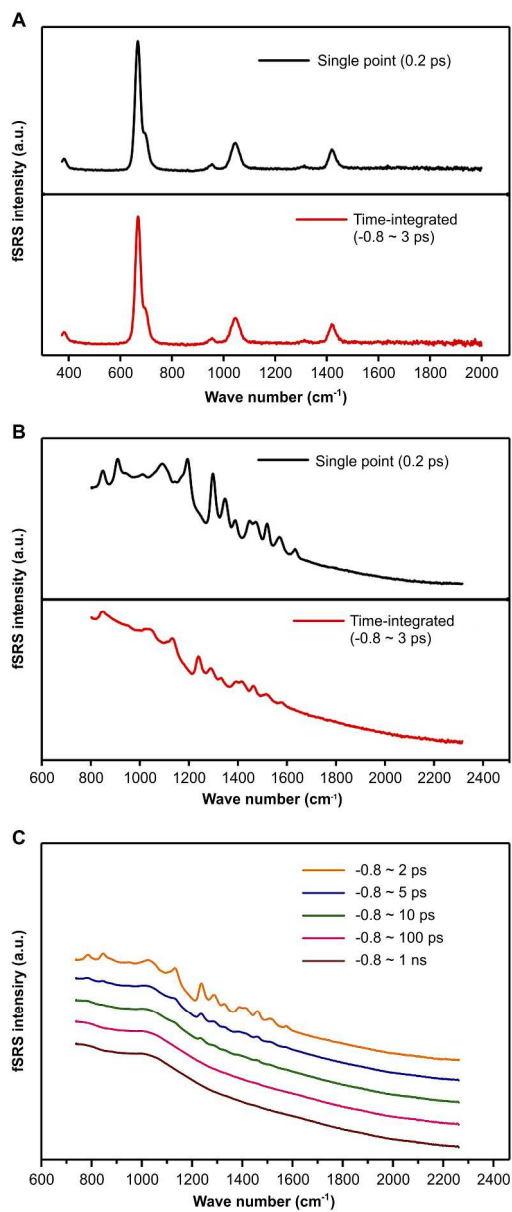 A
Single point (0.2 ps)
Time-integrated
(-0.8 ~ 3 ps)
fSRS intensity (a.u.)
400 600 800 1000 1200 1400 1600 1800 2000
Wave number (cm-1)
B
Single point (0.2 ps)
Time-integrated
(-0.8 ~ 3 ps)
fSRS intensity (a.u.)
600 800 1000 1200 1400 1600 1800 2000 2200 2400
Wave number (cm-1)
C
-0.8 ~ 2 ps
-0.8 ~ 5 ps
-0.8 ~ 10 ps
-0.8 ~ 100 ps
-0.8 ~ 1 ns
fSRS intensiry (a.u.)
600 800 1000 1200 1400 1600 1800 2000 2200 2400
Wave number (cm-1)